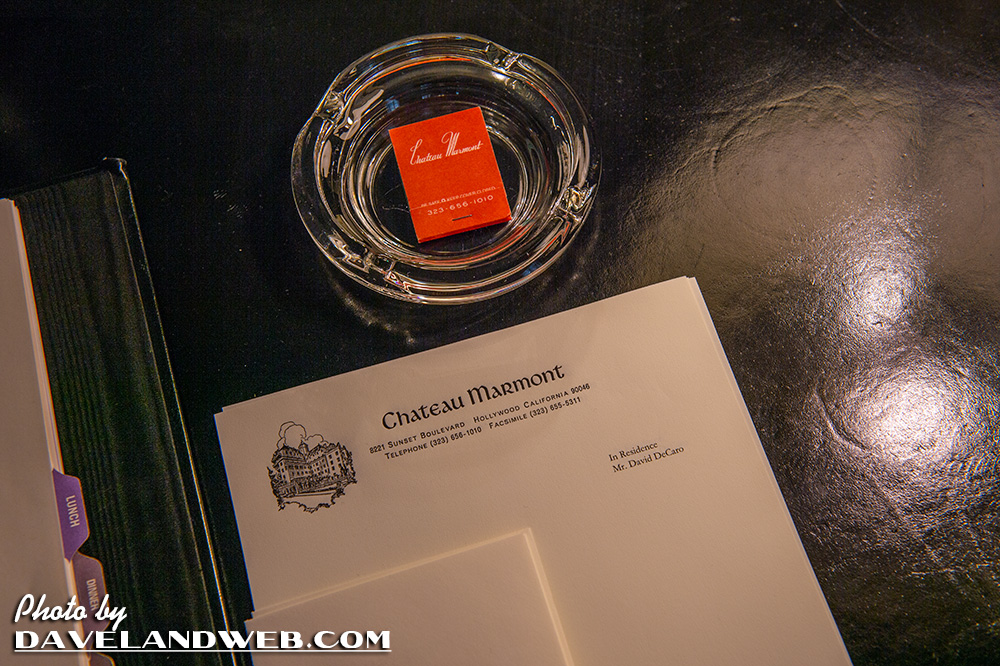 Chateau Marmont
323-656-1010
Chateau Marmont
8221 Sunset Boulevard Hollywood California 90046
Telephone (323) 656-1010 Facsimile (323) 655-5311
In Residence
Mr. David DeCaro
LUNCH
DINNER
Photo by
DAVELANDWEB.COM